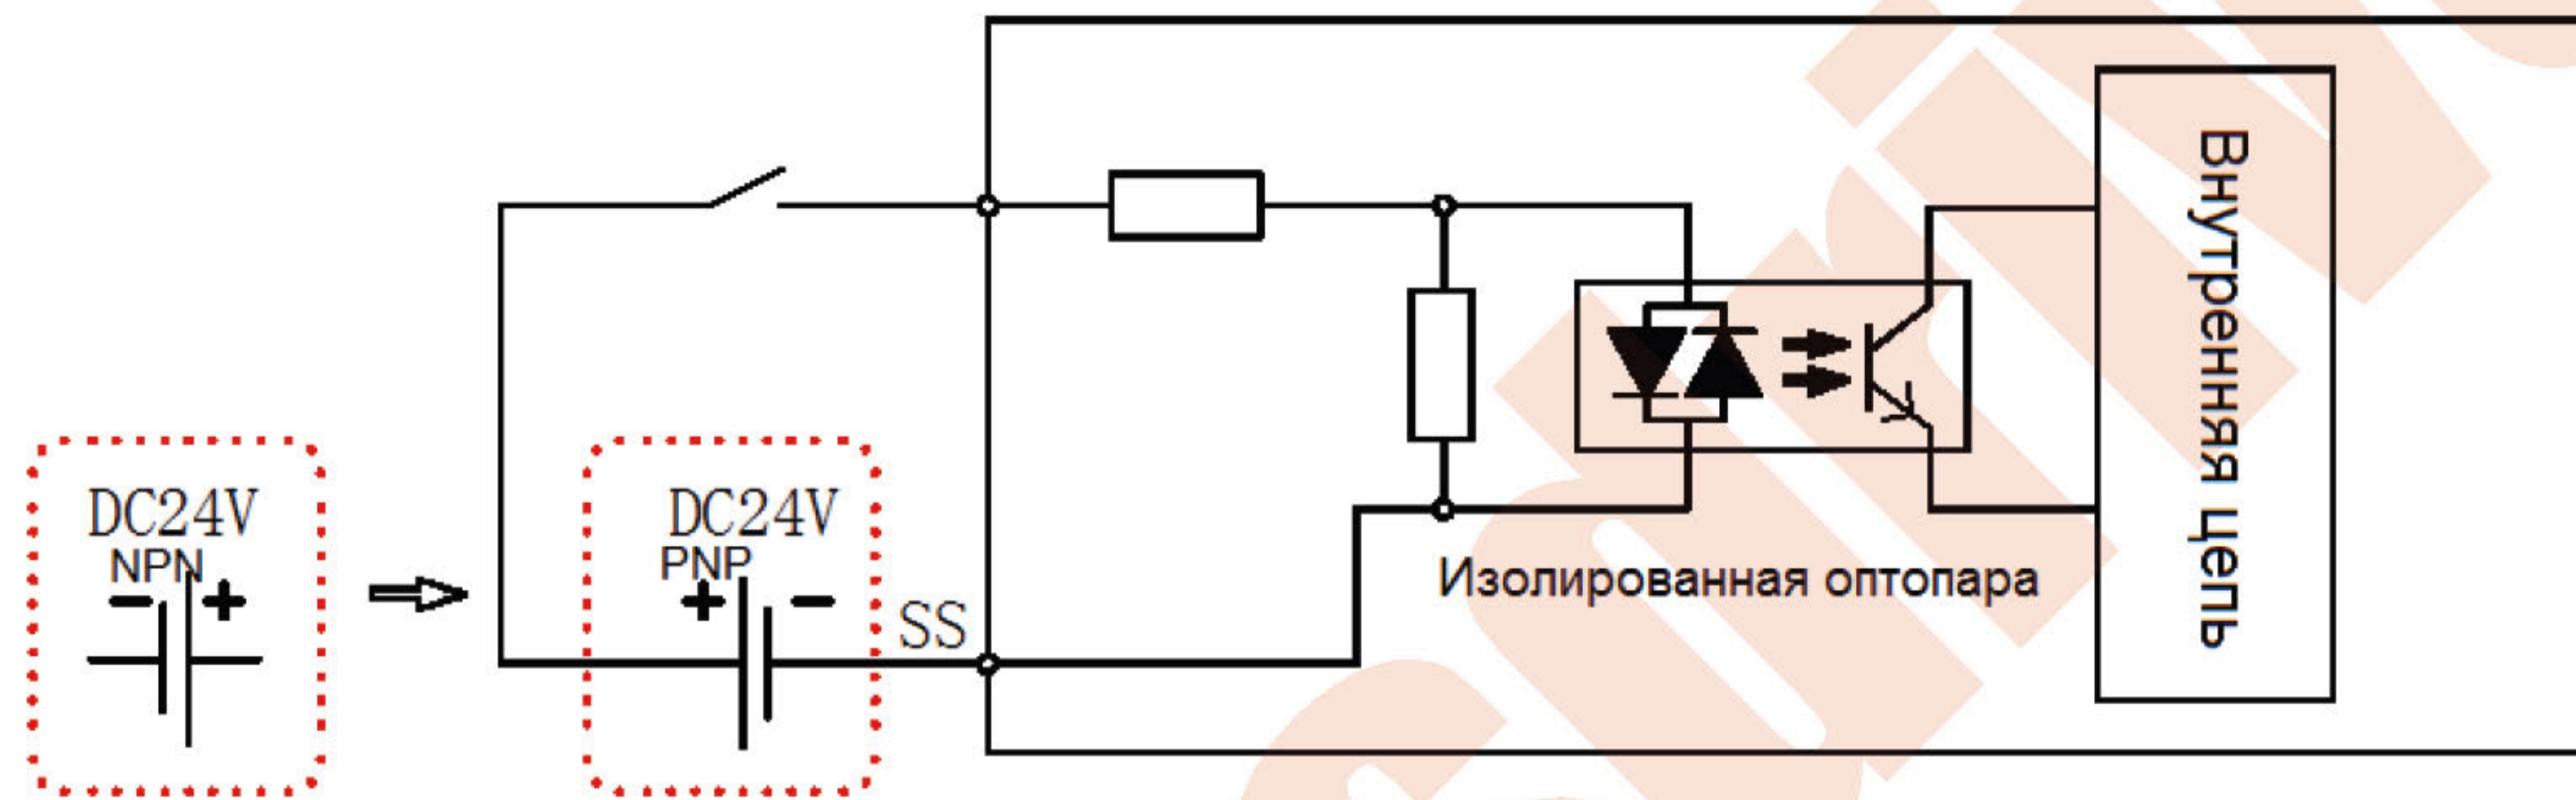 DC24V
NPN
- +
DC24V
PNP
+ -
SS
Изолированная оптопара
Внутренняя цепь